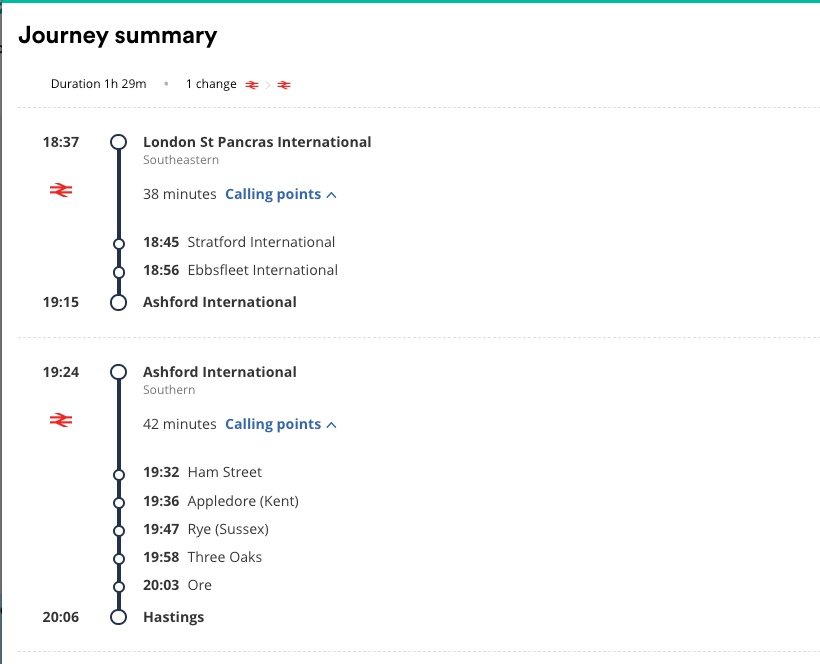 Journey summary
Duration 1h 29m • 1 change
18:37 London St Pancras International
Southeastern
38 minutes Calling points
18:45 Stratford International
18:56 Ebbsfleet International
19:15 Ashford International
19:24 Ashford International
Southern
42 minutes Calling points
19:32 Ham Street
19:36 Appledore (Kent)
19:47 Rye (Sussex)
19:58 Three Oaks
20:03 Ore
20:06 Hastings